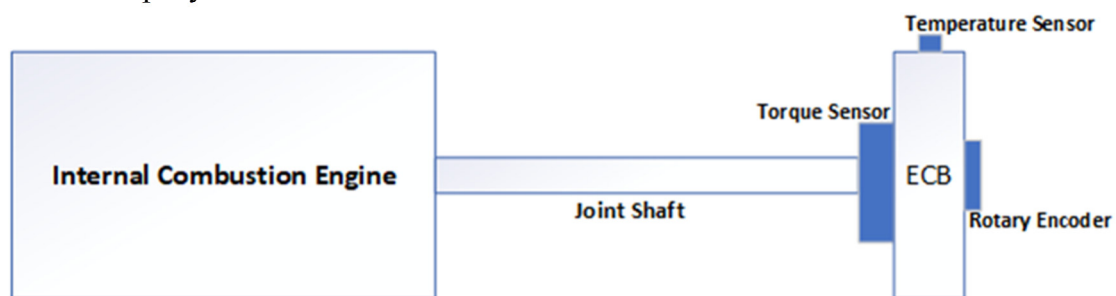 Temperature Sensor
Torque Sensor
Internal Combustion Engine
ECB
Joint Shaft
Rotary Encoder